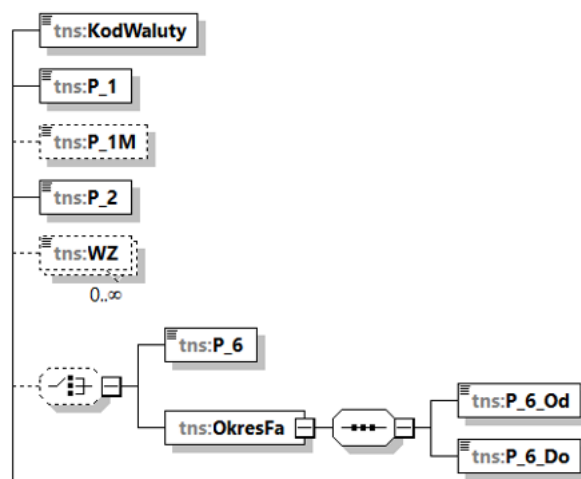 tns:KodWaluty
tns:P_1
tns:P_1M
tns:P_2
tns:WZ
0..∞
tns:P_6
tns:OkresFa
tns:P_6_Od
tns:P_6_Do